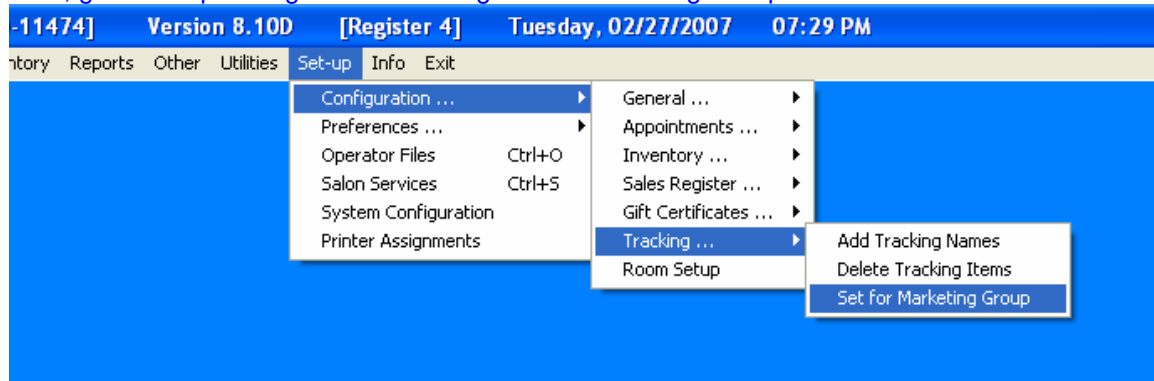 -11474] Version 8.10D [Register 4] Tuesday, 02/27/2007 07:29 PM
ntory Reports Other Utilities Set-up Info Exit
Configuration ...
Preferences ...
Operator Files Ctrl+O
Salon Services Ctrl+S
System Configuration
Printer Assignments
General ...
Appointments ...
Inventory ...
Sales Register ...
Gift Certificates ...
Tracking ...
Room Setup
Add Tracking Names
Delete Tracking Items
Set for Marketing Group